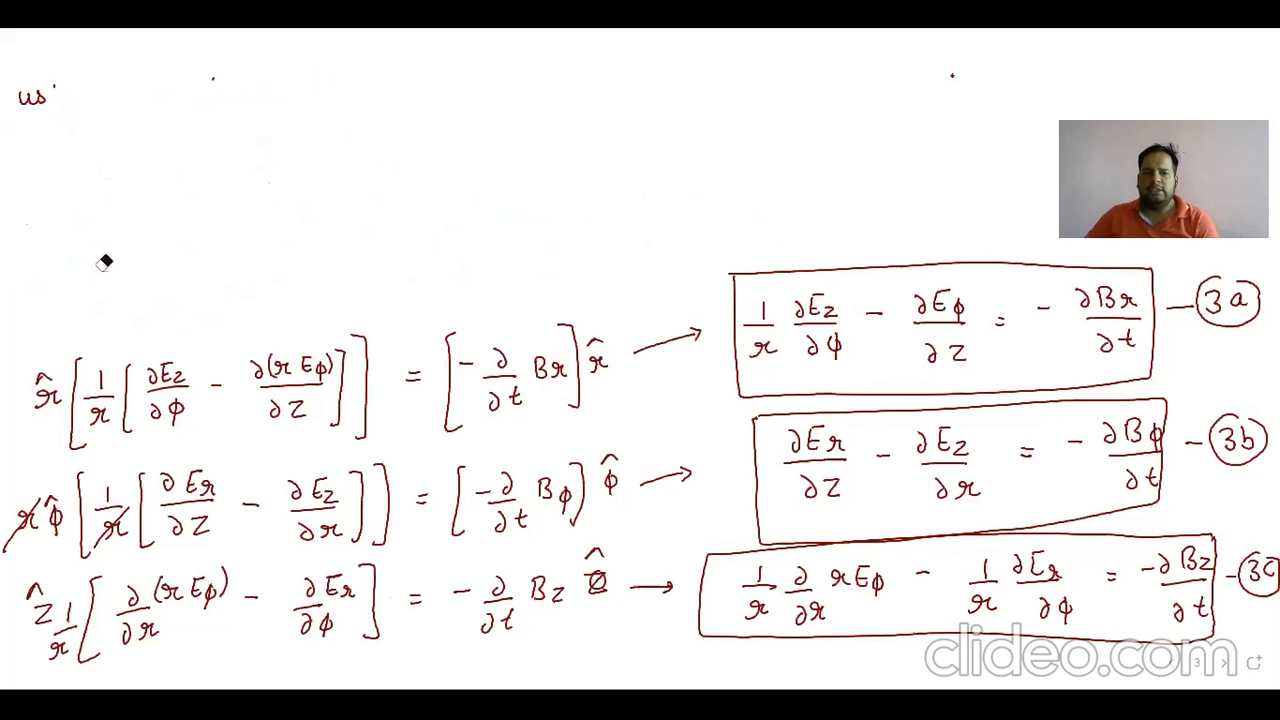 us
r̂ [ 1/r [ ∂Ez/∂φ - ∂(r Eφ)/∂z ] ] = [ -∂/∂t Br ] r̂ → 1/r ∂Ez/∂φ - ∂Eφ/∂z = - ∂Br/∂t — 3a
r φ̂ [ 1/r [ ∂Er/∂z - ∂Ez/∂r ] ] = [ -∂/∂t Bφ ] φ̂ → ∂Er/∂z - ∂Ez/∂r = - ∂Bφ/∂t — 3b
ẑ 1/r [ ∂/∂r (r Eφ) - ∂Er/∂φ ] = - ∂/∂t Bz ẑ → 1/r ∂/∂r r Eφ - 1/r ∂Er/∂φ = - ∂Bz/∂t — 3c
clideo.com
3